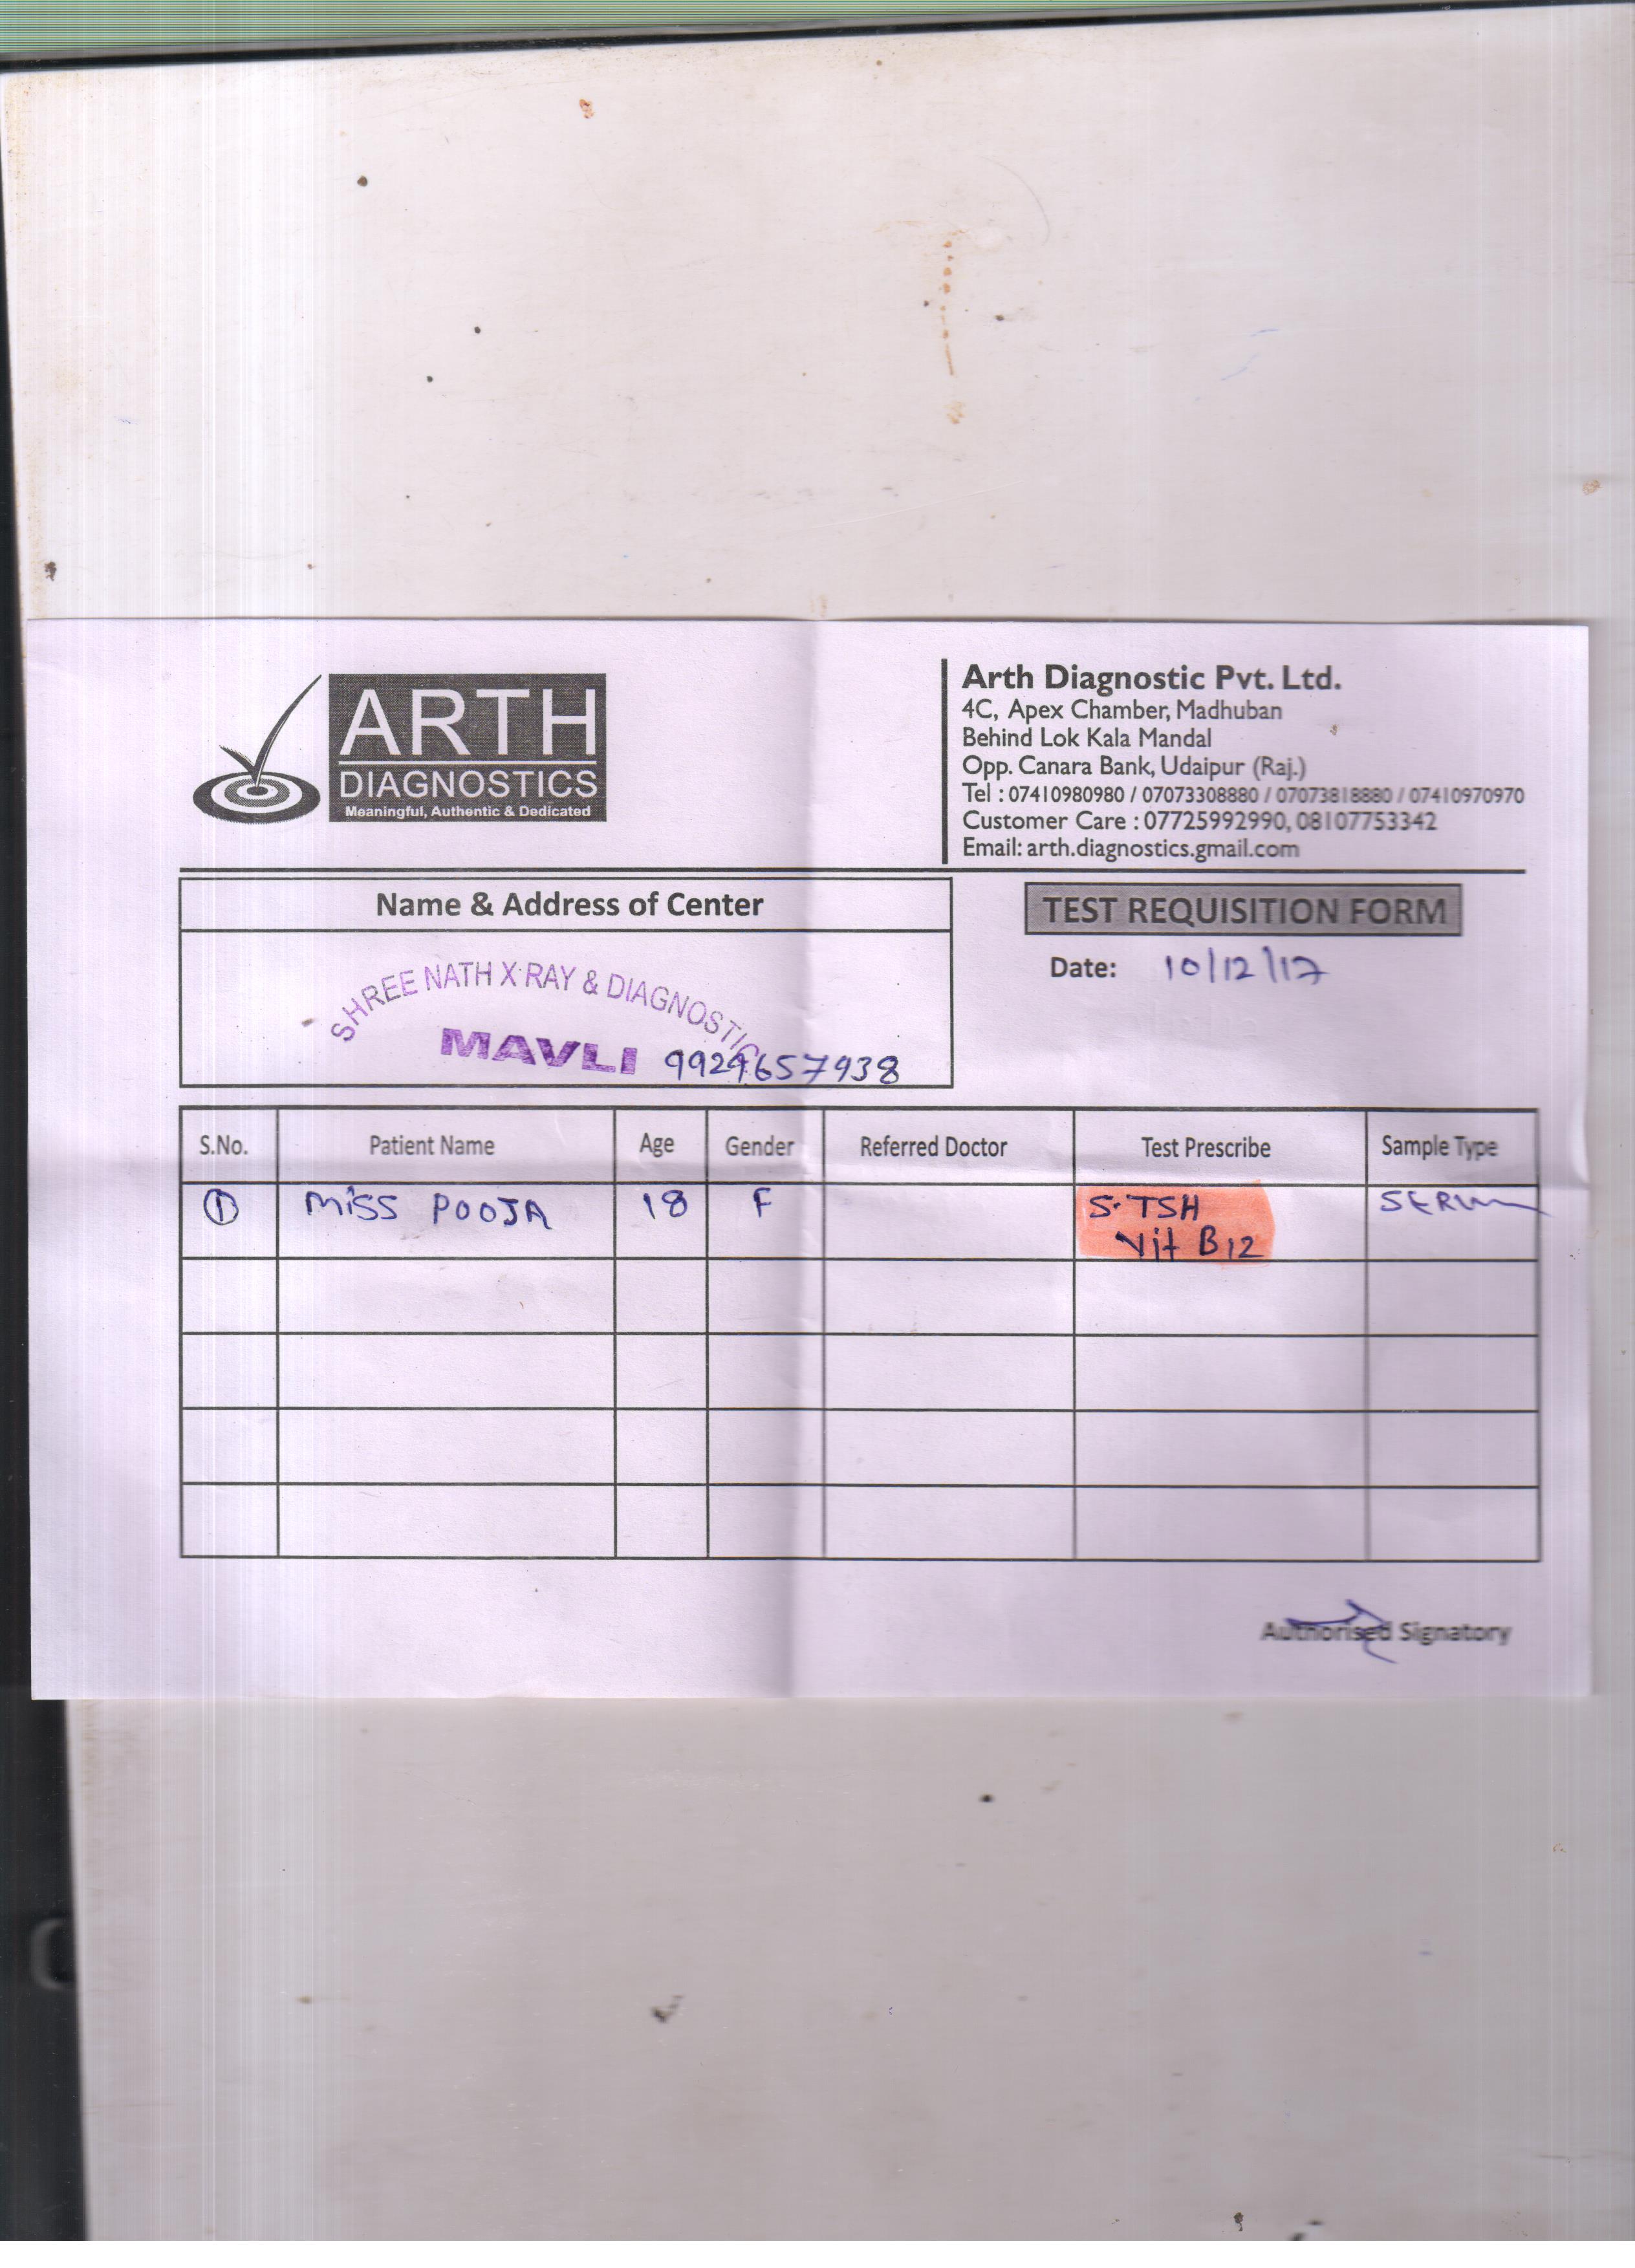 ARTH
DIAGNOSTICS
Meaningful, Authentic & Dedicated
Arth Diagnostic Pvt. Ltd.
4C, Apex Chamber, Madhuban
Behind Lok Kala Mandal
Opp. Canara Bank, Udaipur (Raj.)
Tel : 07410980980 / 07073308880 / 07073818880 / 07410970970
Customer Care : 07725992990, 08107753342
Email: arth.diagnostics.gmail.com
Name & Address of Center
SHREE NATH X-RAY & DIAGNOSTIC
MAVLI 9929657938
TEST REQUISITION FORM
Date: 10/12/17
S.No. Patient Name Age Gender Referred Doctor Test Prescribe Sample Type
1 Miss POOJA 18 F S. TSH SERUM
Vit B12
Authorised Signatory